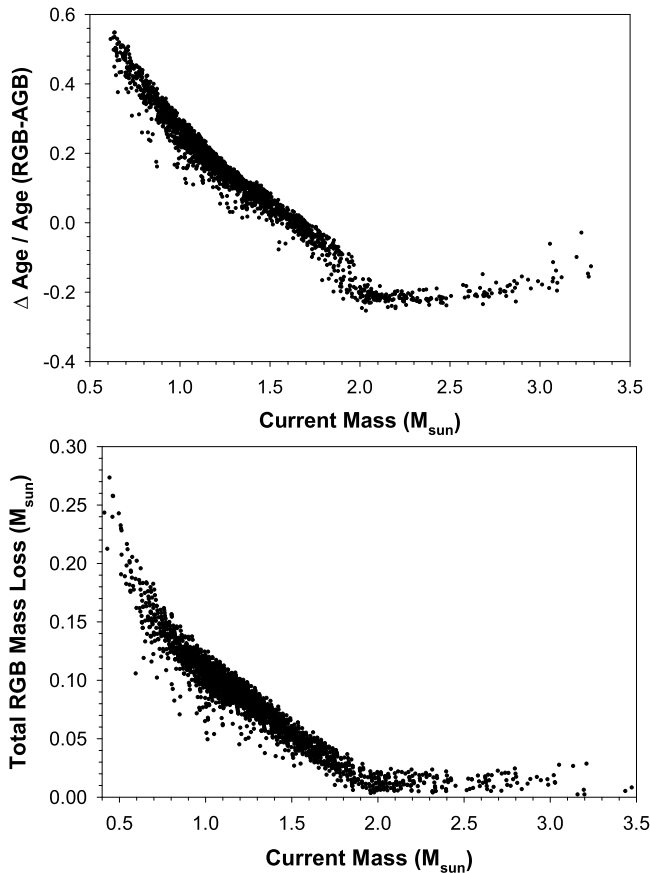 0.6
0.4
0.2
0.0
-0.2
-0.4
Δ Age / Age (RGB-AGB)
0.5 1.0 1.5 2.0 2.5 3.0 3.5
Current Mass (Msun)
0.30
0.25
0.20
0.15
0.10
0.05
0.00
Total RGB Mass Loss (Msun)
0.5 1.0 1.5 2.0 2.5 3.0 3.5
Current Mass (Msun)